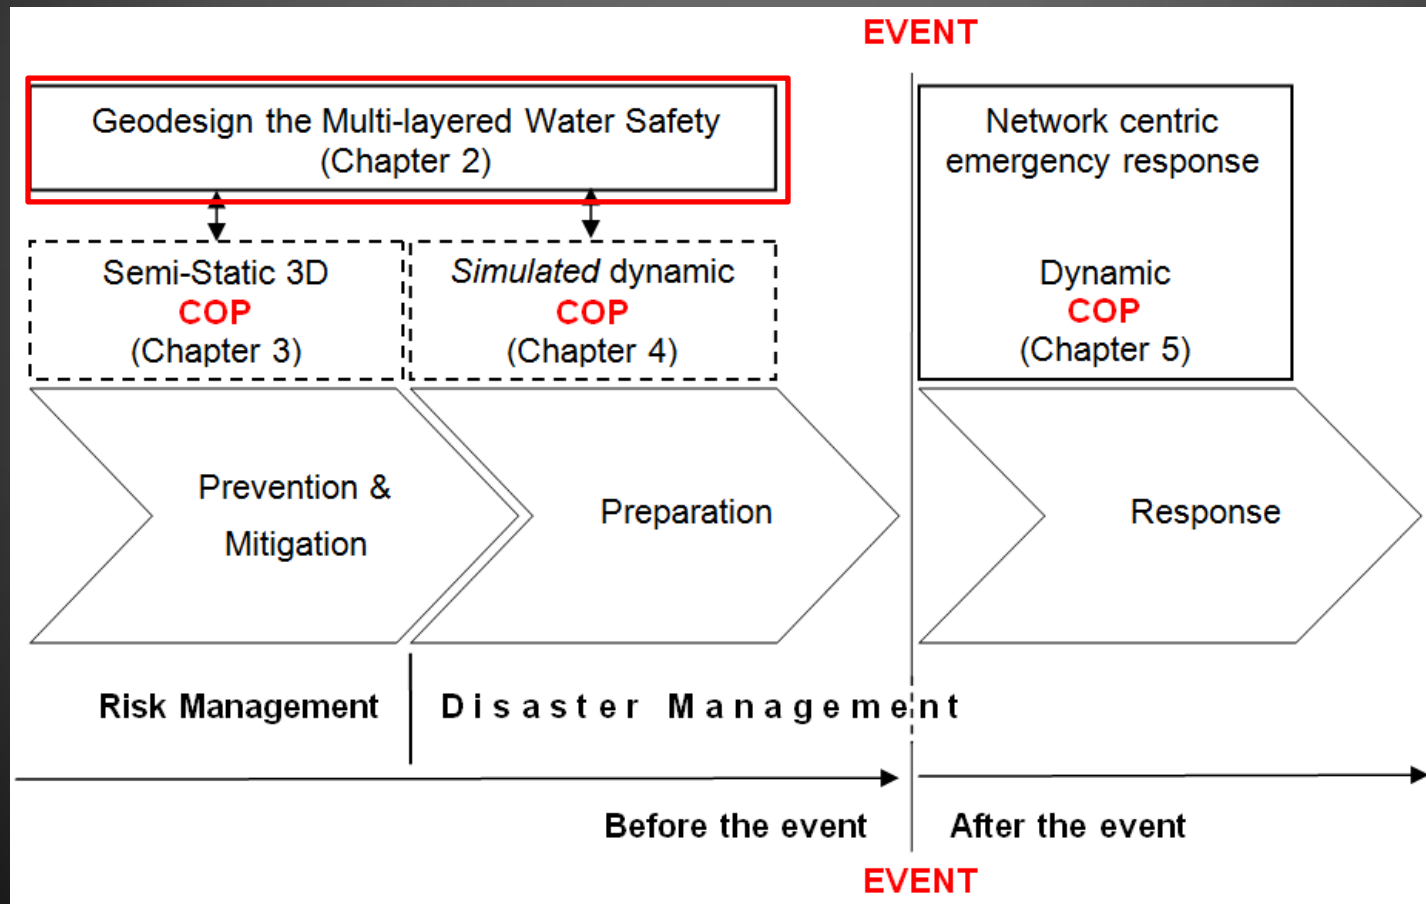 EVENT
Geodesign the Multi-layered Water Safety
(Chapter 2)
Network centric
emergency response
Semi-Static 3D
COP
(Chapter 3)
Simulated dynamic
COP
(Chapter 4)
Dynamic
COP
(Chapter 5)
Prevention &
Mitigation
Preparation
Response
Risk Management
Disaster Management
Before the event
After the event
EVENT